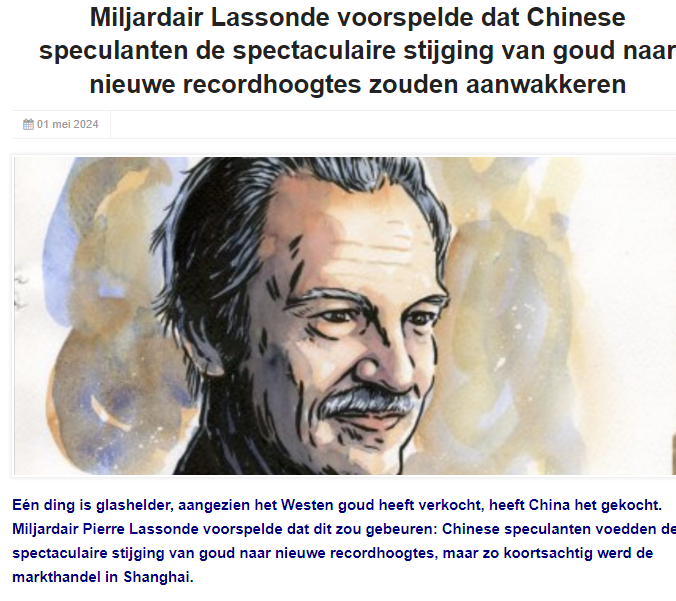 Miljardair Lassonde voorspelde dat Chinese
speculanten de spectaculaire stijging van goud naar
nieuwe recordhoogtes zouden aanwakkeren
01 mei 2024
Eén ding is glashelder, aangezien het Westen goud heeft verkocht, heeft China het gekocht.
Miljardair Pierre Lassonde voorspelde dat dit zou gebeuren: Chinese speculanten voedden de
spectaculaire stijging van goud naar nieuwe recordhoogtes, maar zo koortsachtig werd de
markthandel in Shanghai.